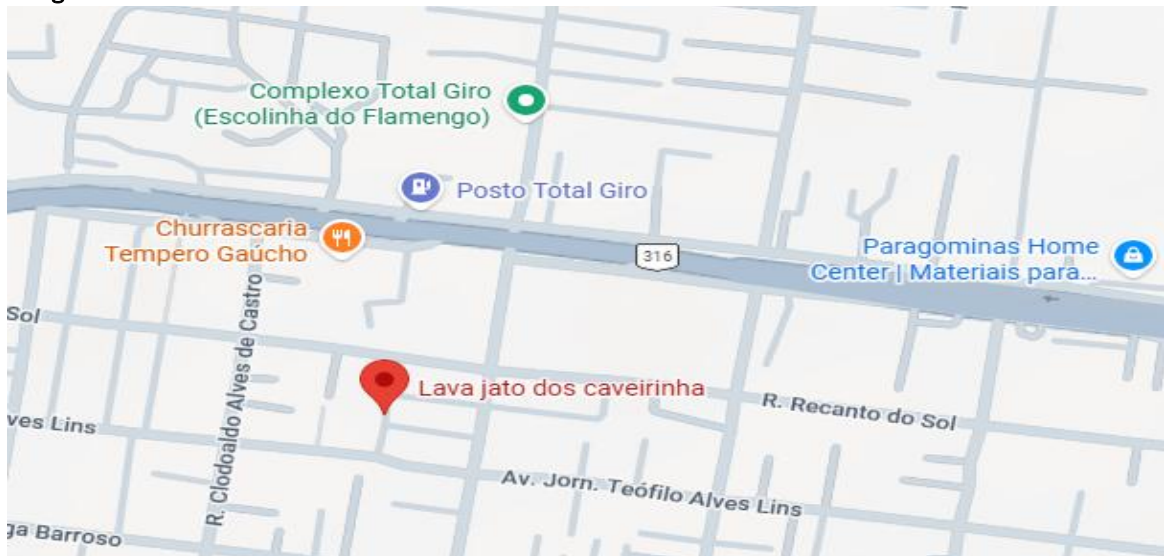 Complexo Total Giro
(Escolinha do Flamengo)
Posto Total Giro
Churrascaria
Tempero Gaúcho
316
Paragominas Home
Center | Materiais para...
Sol
R. Clodoaldo Alves de Castro
Lava jato dos caveirinha
R. Recanto do Sol
ves Lins
Av. Jorn. Teófilo Alves Lins
ga Barroso